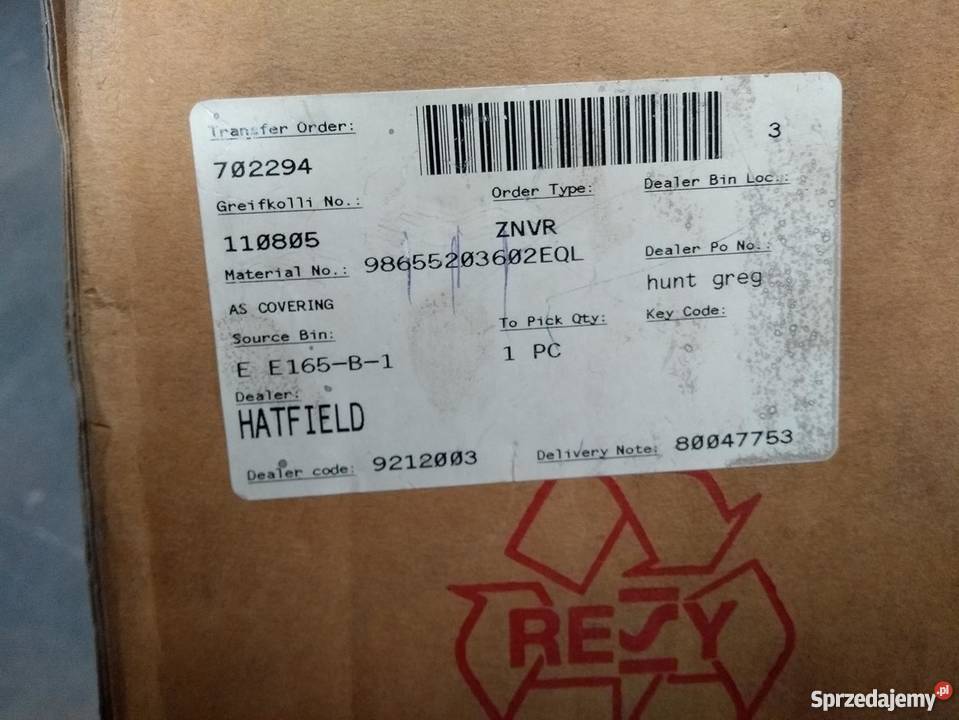 Transfer Order:
3
702294
Order Type:
Dealer Bin Loc.:
Greifkolli No.:
ZNVR
110805
Dealer Po No.:
Material No.: 98655203602EQL
hunt greg
AS COVERING
To Pick Qty:
Key Code:
Source Bin:
1 PC
E E165-B-1
Dealer:
HATFIELD
Dealer code: 9212003
Delivery Note: 80047753
RESY
Sprzedajemy.pl